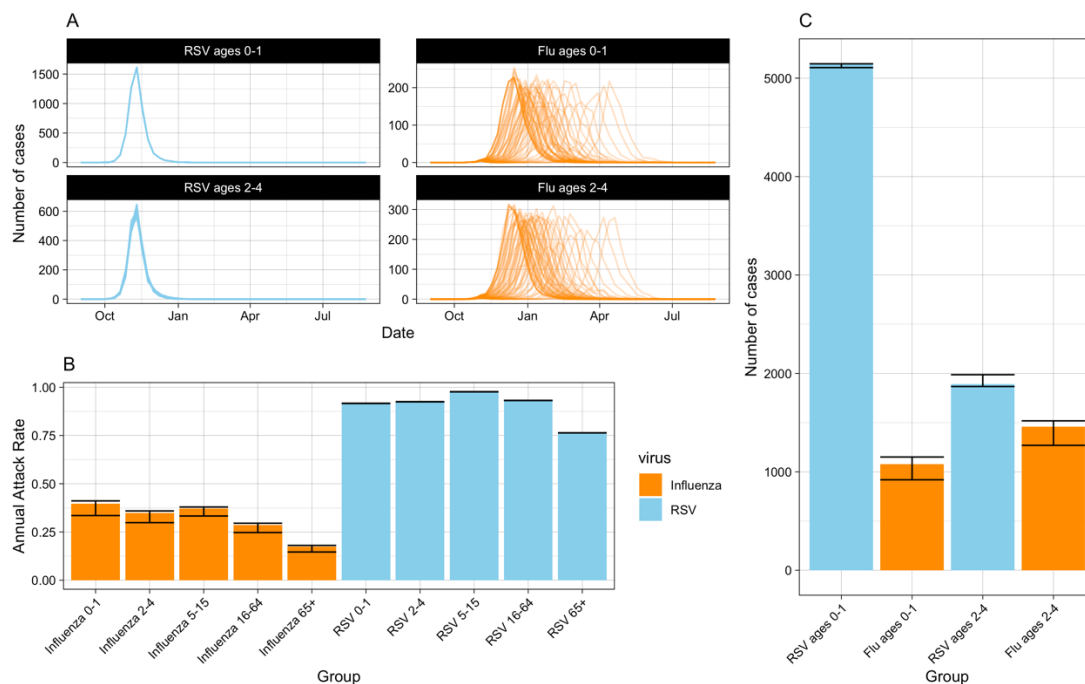 A
RSV ages 0-1
Flu ages 0-1
1500
1000
500
0
200
100
0
RSV ages 2-4
Flu ages 2-4
600
400
200
0
300
200
100
0
Number of cases
Oct
Jan
Apr
Jul
Oct
Jan
Apr
Jul
Date
B
1.00
0.75
0.50
0.25
0.00
Annual Attack Rate
Influenza 0-1
Influenza 2-4
Influenza 5-15
Influenza 16-64
Influenza 65+
RSV 0-1
RSV 2-4
RSV 5-15
RSV 16-64
RSV 65+
Group
virus
Influenza
RSV
C
5000
4000
3000
2000
1000
0
Number of cases
RSV ages 0-1
Flu ages 0-1
RSV ages 2-4
Flu ages 2-4
Group